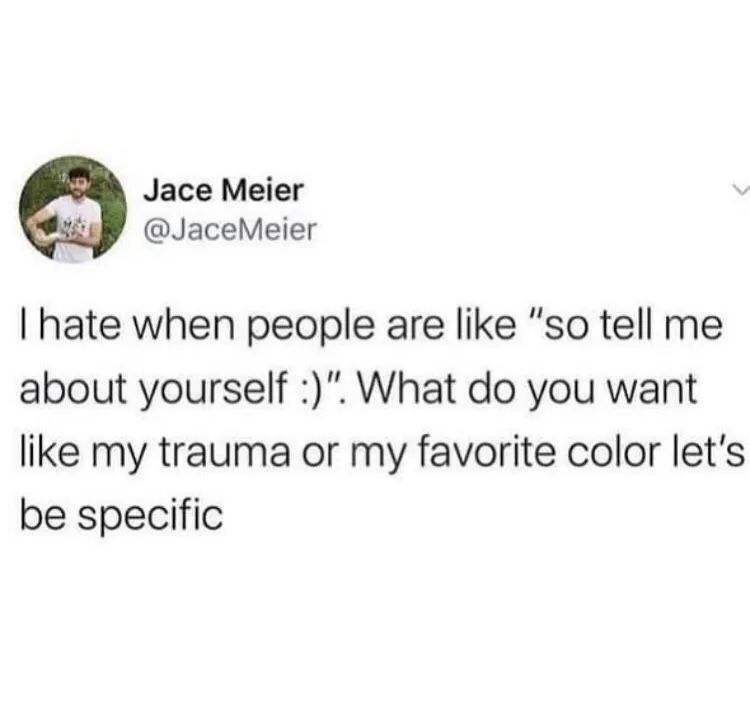 Jace Meier
@JaceMeier
I hate when people are like "so tell me
about yourself :)". What do you want
like my trauma or my favorite color let's
be specific